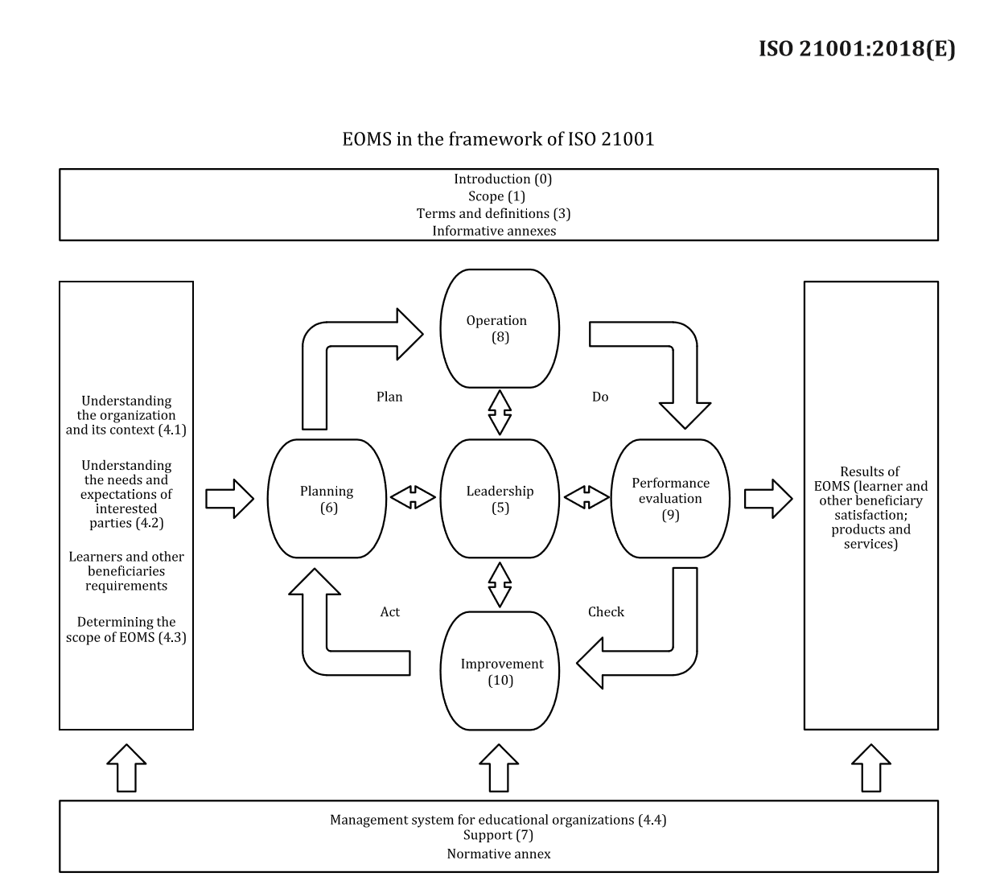 ISO 21001:2018(E)
EOMS in the framework of ISO 21001
Introduction (0)
Scope (1)
Terms and definitions (3)
Informative annexes
Understanding
the organization
and its context (4.1)
Understanding
the needs and
expectations of
interested
parties (4.2)
Learners and other
beneficiaries
requirements
Determining the
scope of EOMS (4.3)
Operation
(8)
Plan
Do
Planning
(6)
Leadership
(5)
Performance
evaluation
(9)
Act
Check
Improvement
(10)
Results of
EOMS (learner and
other beneficiary
satisfaction;
products and
services)
Management system for educational organizations (4.4)
Support (7)
Normative annex